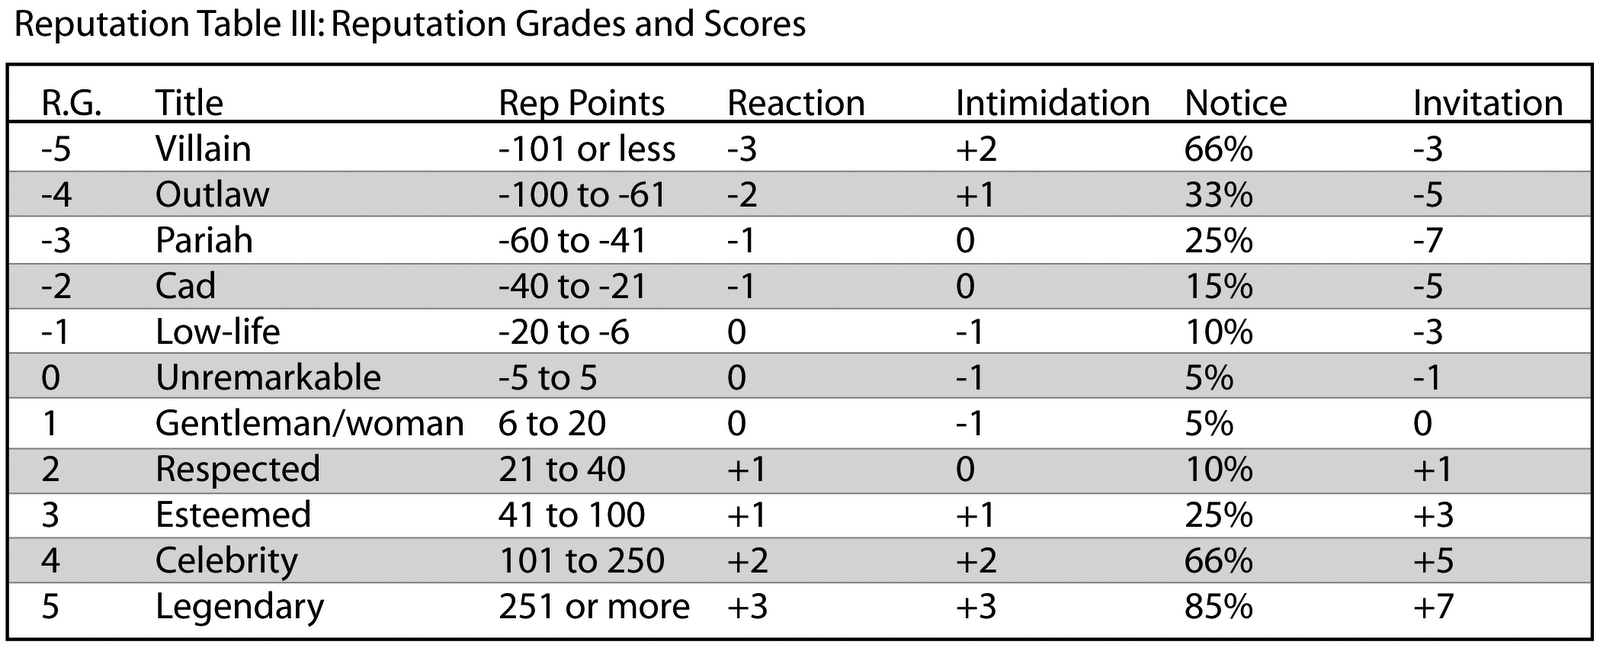 Reputation Table III: Reputation Grades and Scores
R.G. Title Rep Points Reaction Intimidation Notice Invitation
-5 Villain -101 or less -3 +2 66% -3
-4 Outlaw -100 to -61 -2 +1 33% -5
-3 Pariah -60 to -41 -1 0 25% -7
-2 Cad -40 to -21 -1 0 15% -5
-1 Low-life -20 to -6 0 -1 10% -3
0 Unremarkable -5 to 5 0 -1 5% -1
1 Gentleman/woman 6 to 20 0 -1 5% 0
2 Respected 21 to 40 +1 0 10% +1
3 Esteemed 41 to 100 +1 +1 25% +3
4 Celebrity 101 to 250 +2 +2 66% +5
5 Legendary 251 or more +3 +3 85% +7